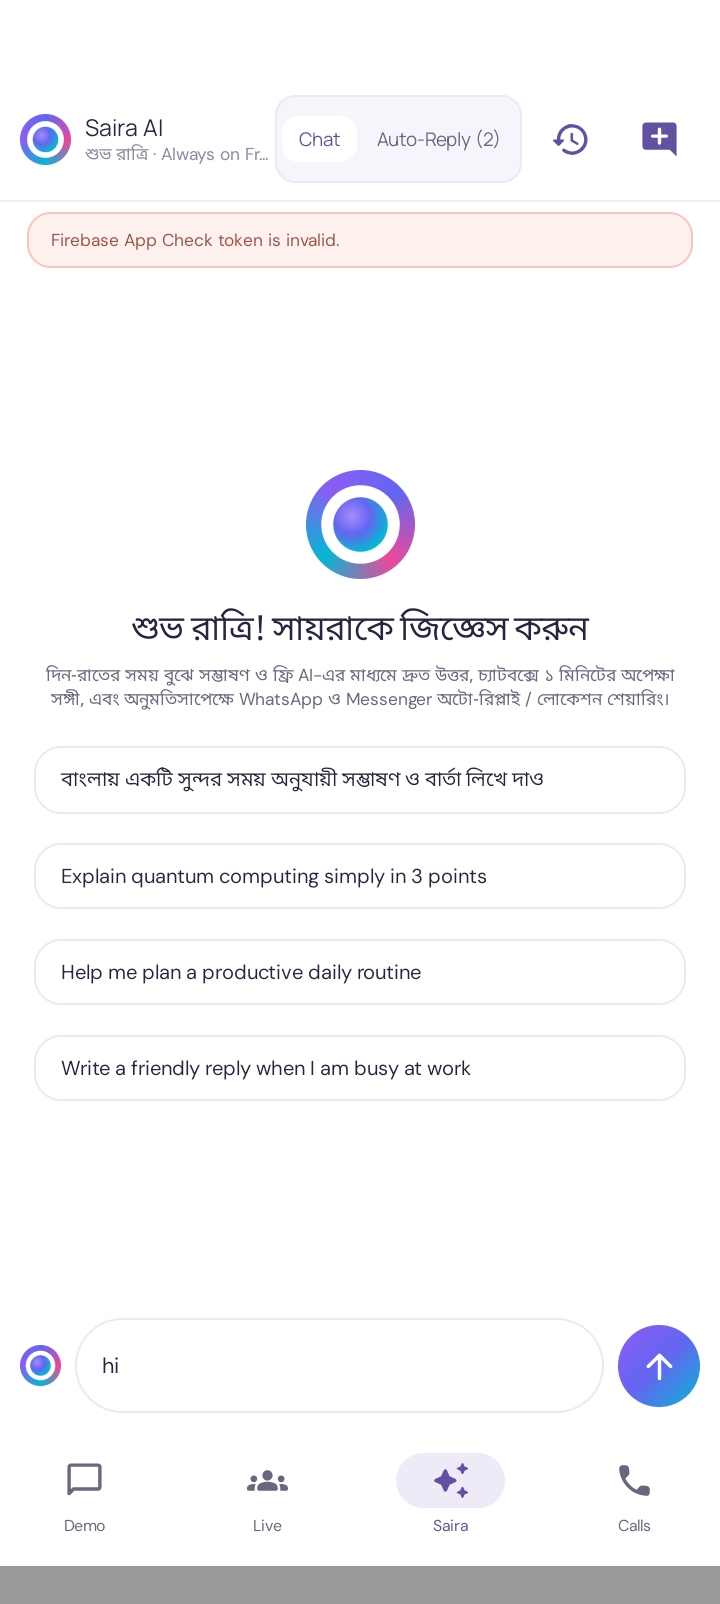 Saira AI
শুভ রাত্রি · Always on Fr...
Chat
Auto-Reply (2)
Firebase App Check token is invalid.
শুভ রাত্রি! সায়রাকে জিজ্ঞেস করুন
দিন-রাতের সময় বুঝে সম্ভাষণ ও ফ্রি AI-এর মাধ্যমে দ্রুত উত্তর, চ্যাটবক্সে ১ মিনিটের অপেক্ষা
সঙ্গী, এবং অনুমতিসাপেক্ষে WhatsApp ও Messenger অটো-রিপ্লাই / লোকেশন শেয়ারিং।
বাংলায় একটি সুন্দর সময় অনুযায়ী সম্ভাষণ ও বার্তা লিখে দাও
Explain quantum computing simply in 3 points
Help me plan a productive daily routine
Write a friendly reply when I am busy at work
hi
Demo
Live
Saira
Calls